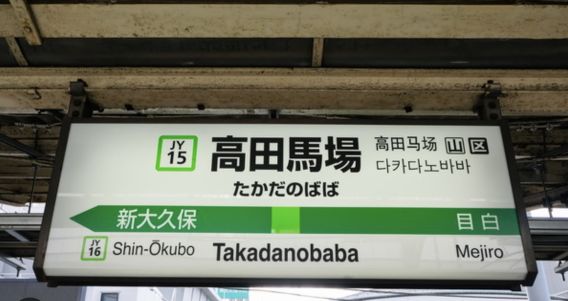 JY 15 高田馬場 高田马场 山 区
たかだのばば 다카다노바바
新大久保 目白
JY 16 Shin-Ōkubo Takadanobaba Mejiro